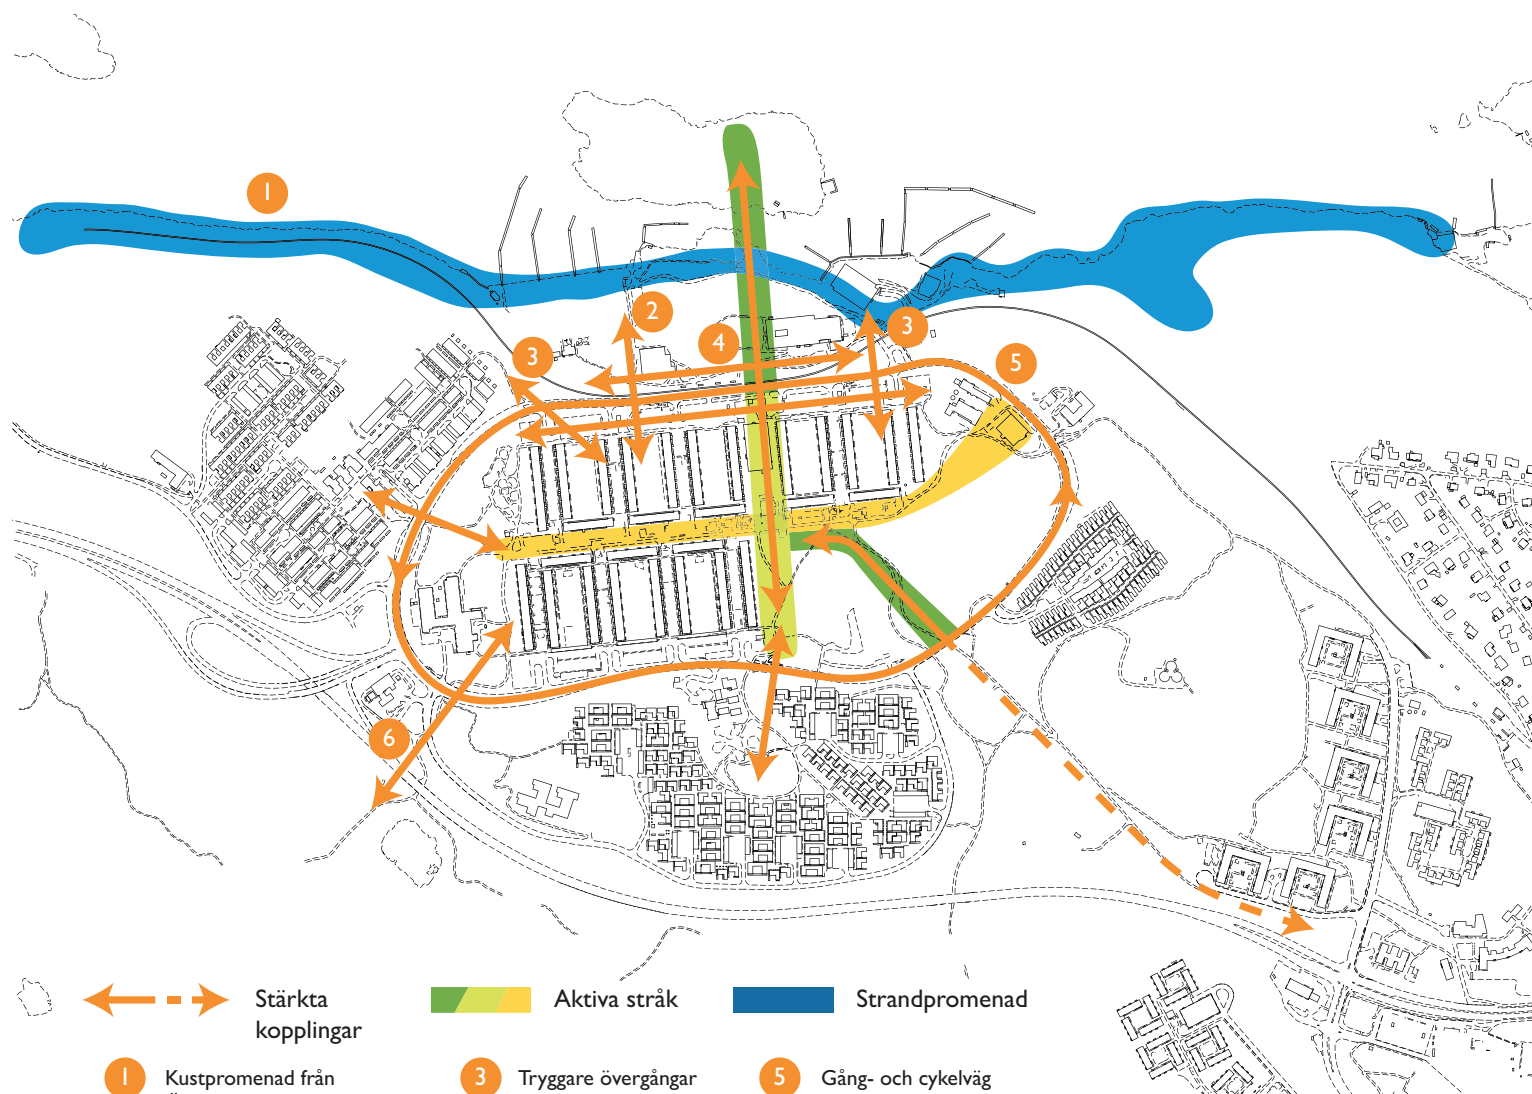 1
2
3
4
3
5
6
Stärkta
kopplingar
Aktiva stråk
Strandpromenad
1 Kustpromenad från
3 Tryggare övergångar
5 Gång- och cykelväg